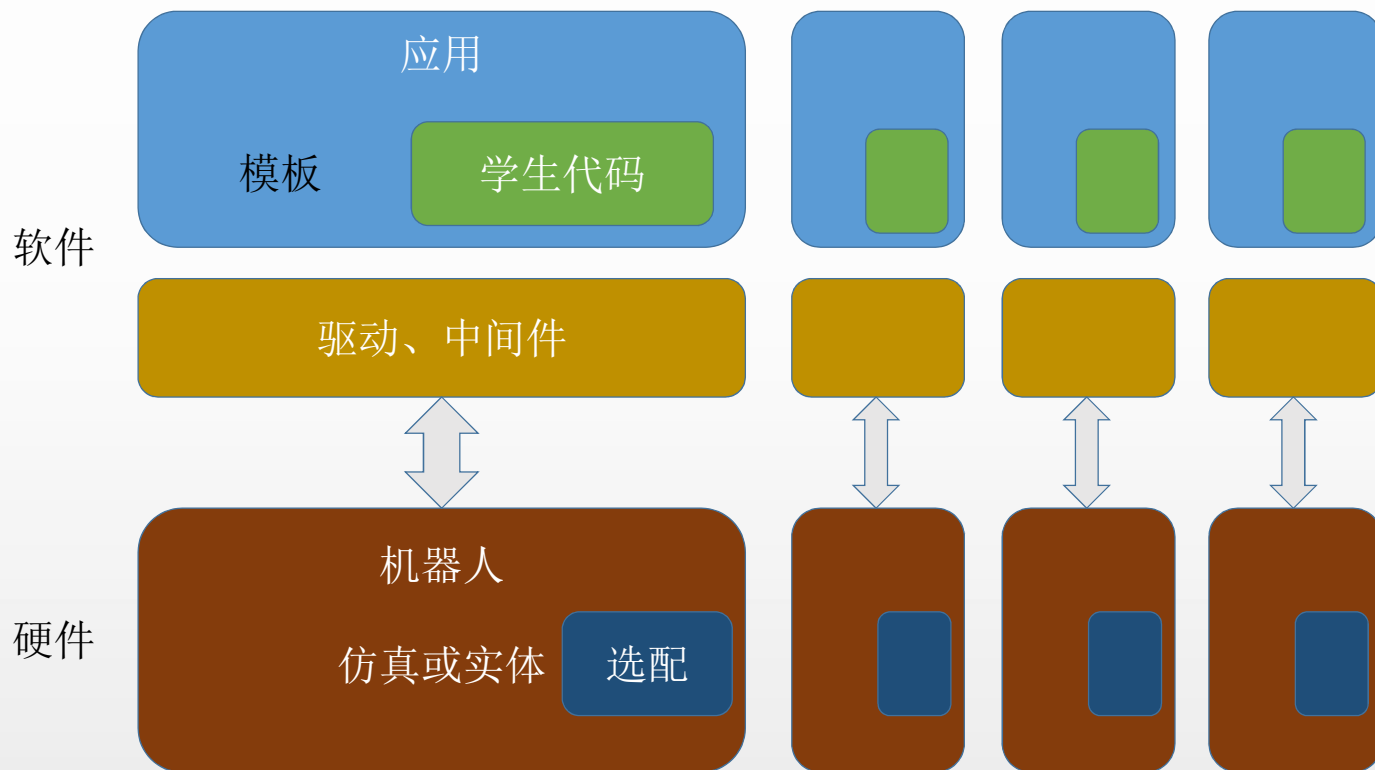 应用
模板
学生代码
软件
驱动、中间件
机器人
硬件
仿真或实体
选配